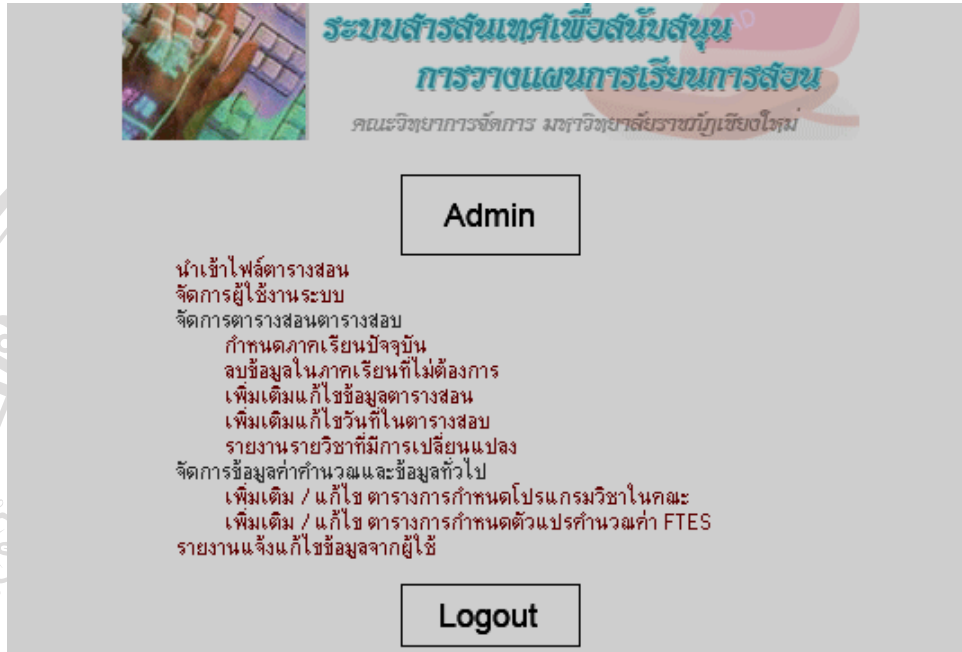 ระบบสารสนเทศเพื่อสนับสนุน
การวางแผนการเรียนการสอน
คณะวิทยาการจัดการ มหาวิทยาลัยราชภัฏเชียงใหม่
Admin
นำเข้าไฟล์ตารางสอน
จัดการผู้ใช้งานระบบ
จัดการตารางสอนตารางสอบ
กำหนดภาคเรียนปัจจุบัน
ลบข้อมูลในภาคเรียนที่ไม่ต้องการ
เพิ่มเติมแก้ไขข้อมูลตารางสอน
เพิ่มเติมแก้ไขวันที่ในตารางสอบ
รายงานรายวิชาที่มีการเปลี่ยนแปลง
จัดการข้อมูลค่าคำนวณและข้อมูลทั่วไป
เพิ่มเติม / แก้ไข ตารางการกำหนดโปรแกรมวิชาในคณะ
เพิ่มเติม / แก้ไข ตารางการกำหนดตัวแปรคำนวณค่า FTES
รายงานแจ้งแก้ไขข้อมูลจากผู้ใช้
Logout